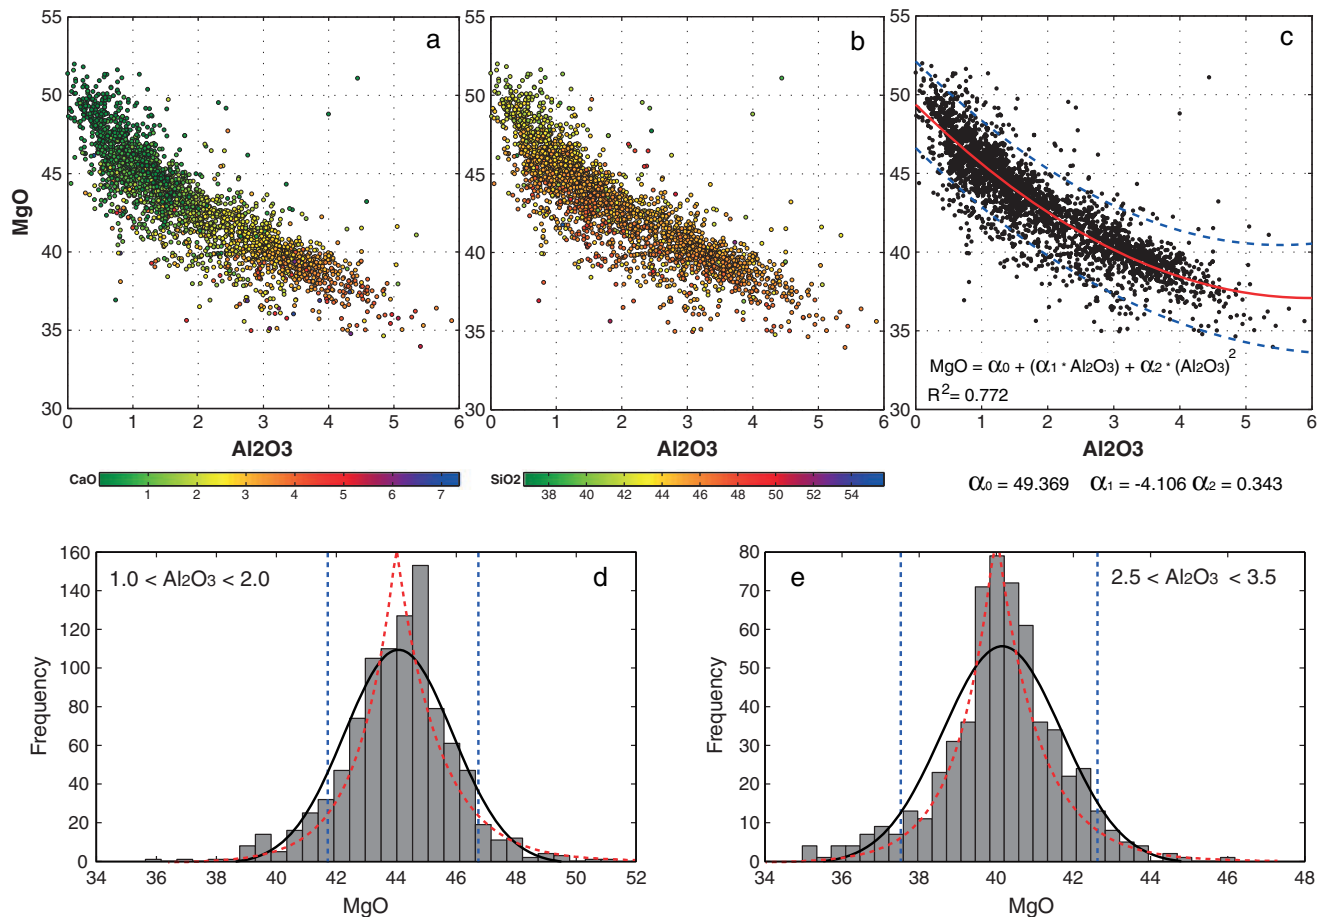 55 50 45 40 35 30
MgO
a
0 1 2 3 4 5 6
Al2O3
CaO 1 2 3 4 5 6 7
55 50 45 40 35 30
b
0 1 2 3 4 5 6
Al2O3
SiO2 38 40 42 44 46 48 50 52 54
55 50 45 40 35 30
c
MgO = α0 + (α1 * Al2O3) + α2 * (Al2O3)^2
R^2= 0.772
0 1 2 3 4 5 6
Al2O3
α0 = 49.369 α1 = -4.106 α2 = 0.343
160 140 120 100 80 60 40 20 0
Frequency
1.0 < Al2O3 < 2.0
d
34 36 38 40 42 44 46 48 50 52
MgO
80 70 60 50 40 30 20 10 0
Frequency
e
2.5 < Al2O3 < 3.5
34 36 38 40 42 44 46 48
MgO